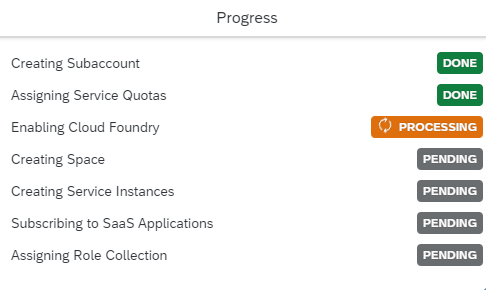 Progress
Creating Subaccount DONE
Assigning Service Quotas DONE
Enabling Cloud Foundry PROCESSING
Creating Space PENDING
Creating Service Instances PENDING
Subscribing to SaaS Applications PENDING
Assigning Role Collection PENDING